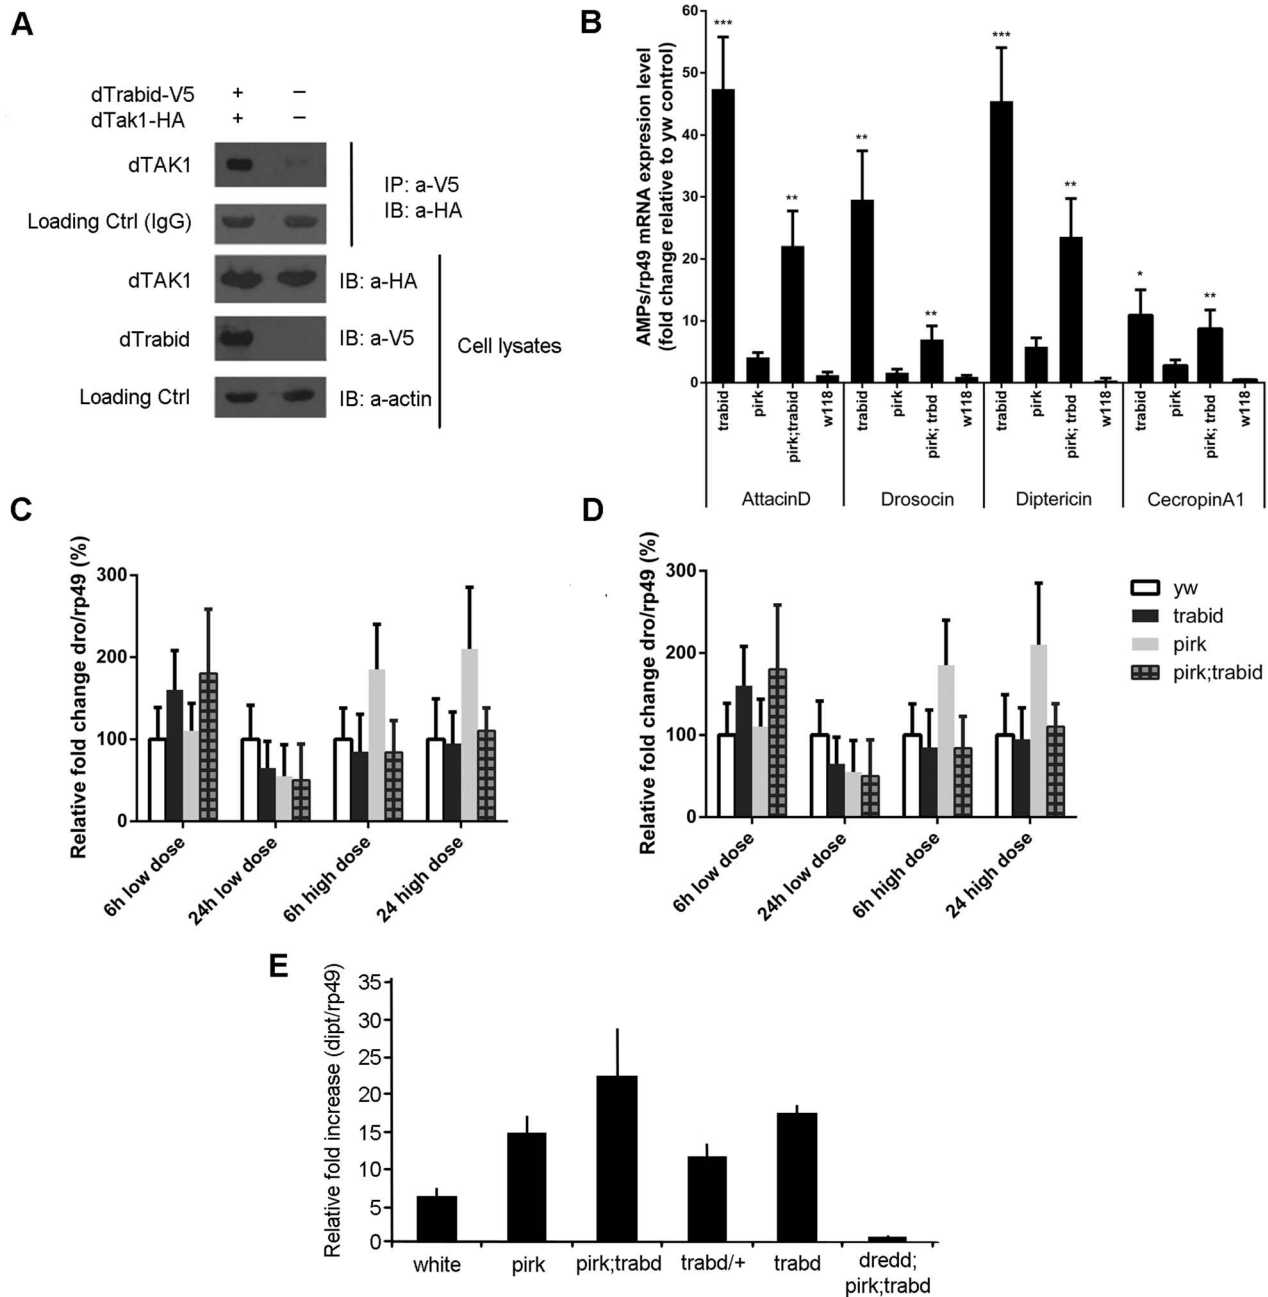 A
dTrabid-V5 + −
dTak1-HA + −
dTAK1
Loading Ctrl (IgG)
IP: a-V5
IB: a-HA
dTAK1
IB: a-HA
dTrabid
IB: a-V5
Loading Ctrl
IB: a-actin
Cell lysates
B
AMPs/rp49 mRNA expresion level
(fold change relative to yw control)
60
50
40
30
20
10
0
*** ** ** ** *** ** * **
trabid pirk pirk;trabid w118 trabid pirk pirk; trbd w118 trabid pirk pirk; trbd w118 trabid pirk pirk; trbd w118
AttacinD Drosocin Diptericin CecropinA1
C
Relative fold change dro/rp49 (%)
300
200
100
0
6h low dose 24h low dose 6h high dose 24 high dose
D
Relative fold change dro/rp49 (%)
300
200
100
0
6h low dose 24h low dose 6h high dose 24 high dose
yw
trabid
pirk
pirk;trabid
E
Relative fold increase (dipt/rp49)
35
30
25
20
15
10
5
0
white pirk pirk;trabd trabd/+ trabd dredd;
pirk;trabd